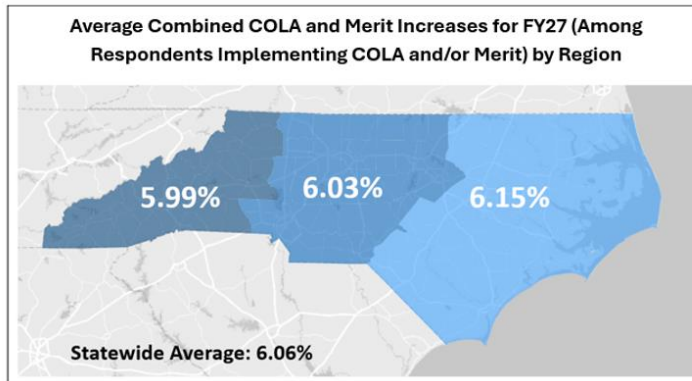 Average Combined COLA and Merit Increases for FY27 (Among
Respondents Implementing COLA and/or Merit) by Region
5.99%
6.03%
6.15%
Statewide Average: 6.06%